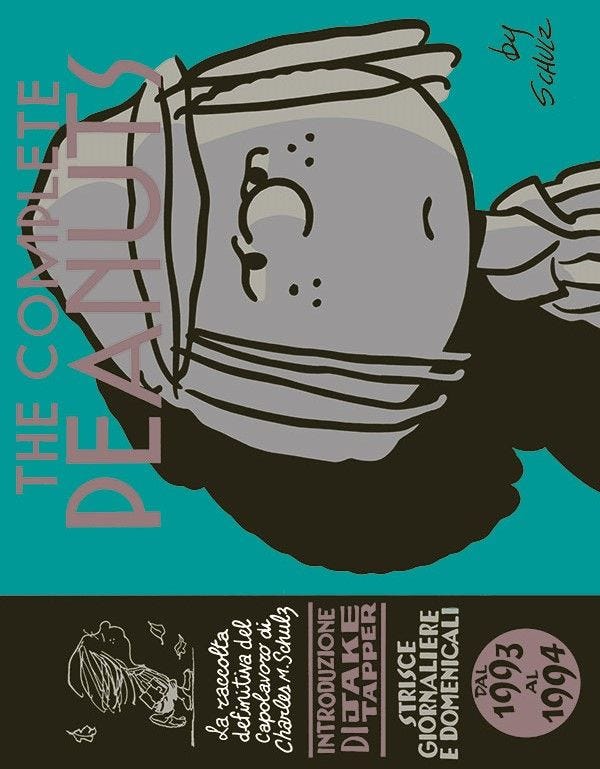 THE COMPLETE
PEANUTS
by
SCHULZ
La raccolta
definitiva del
Capolavoro di
Charles M. Schulz
INTRODUZIONE
DI JAKE
TAPPER
STRISCE
GIORNALIERE
E DOMENICALI
DAL
1993
AL
1994